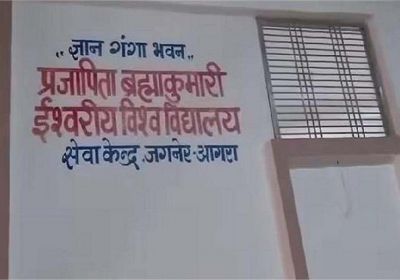 ,, ज्ञान गंगा भवन ,,
प्रजापिता ब्रह्माकुमारी
ईश्वरीय विश्व विद्यालय
सेवा केन्द्र, जगनेर-आगरा